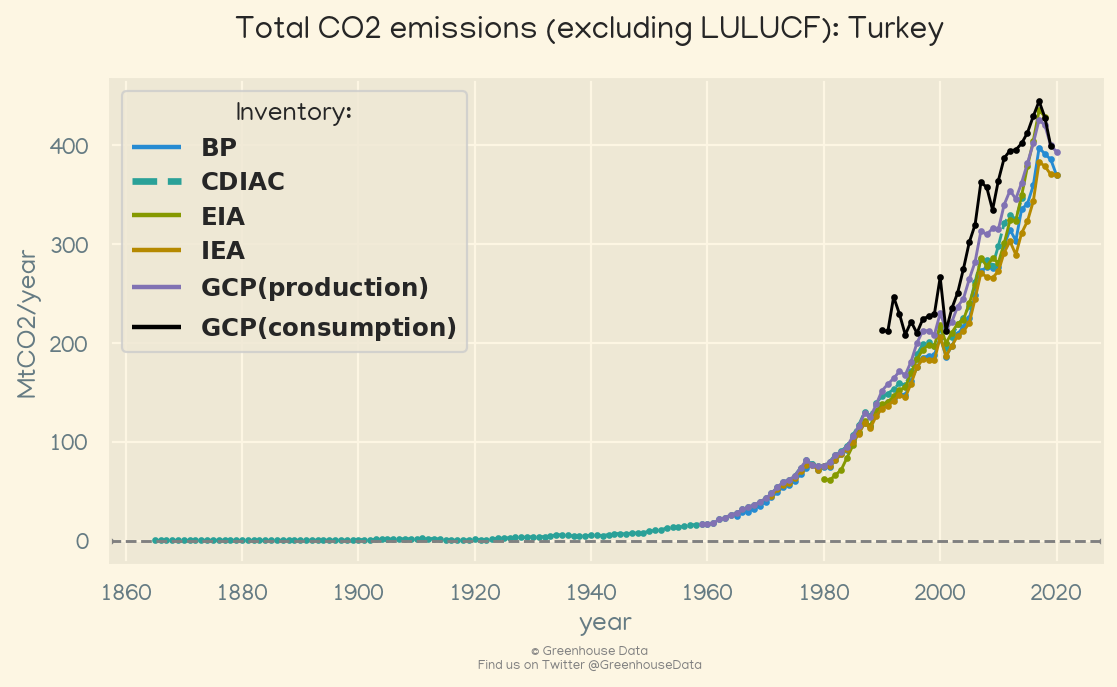 Total CO2 emissions (excluding LULUCF): Turkey
Inventory:
BP
CDIAC
EIA
IEA
GCP(production)
GCP(consumption)
MtCO2/year
400
300
200
100
0
1860 1880 1900 1920 1940 1960 1980 2000 2020
year
© Greenhouse Data
Find us on Twitter @GreenhouseData